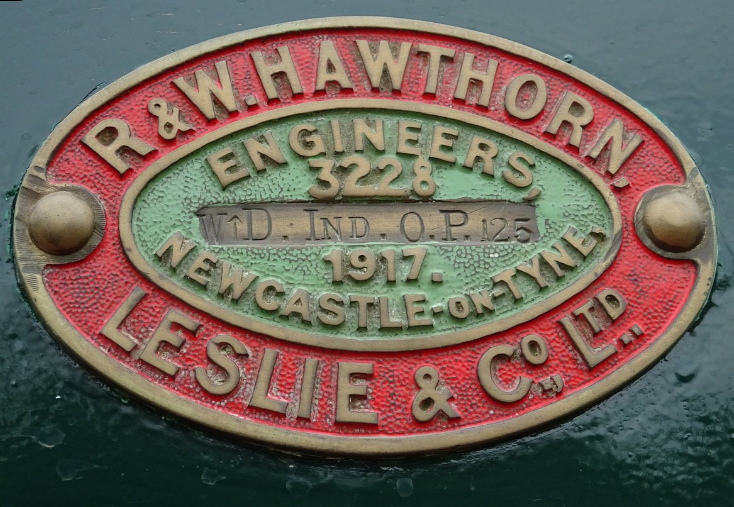 R & W. HAWTHORN,
ENGINEERS,
3228
W↑D. IND. O.P. 125
1917.
NEWCASTLE-ON-TYNE,
LESLIE & Co., LTD.,